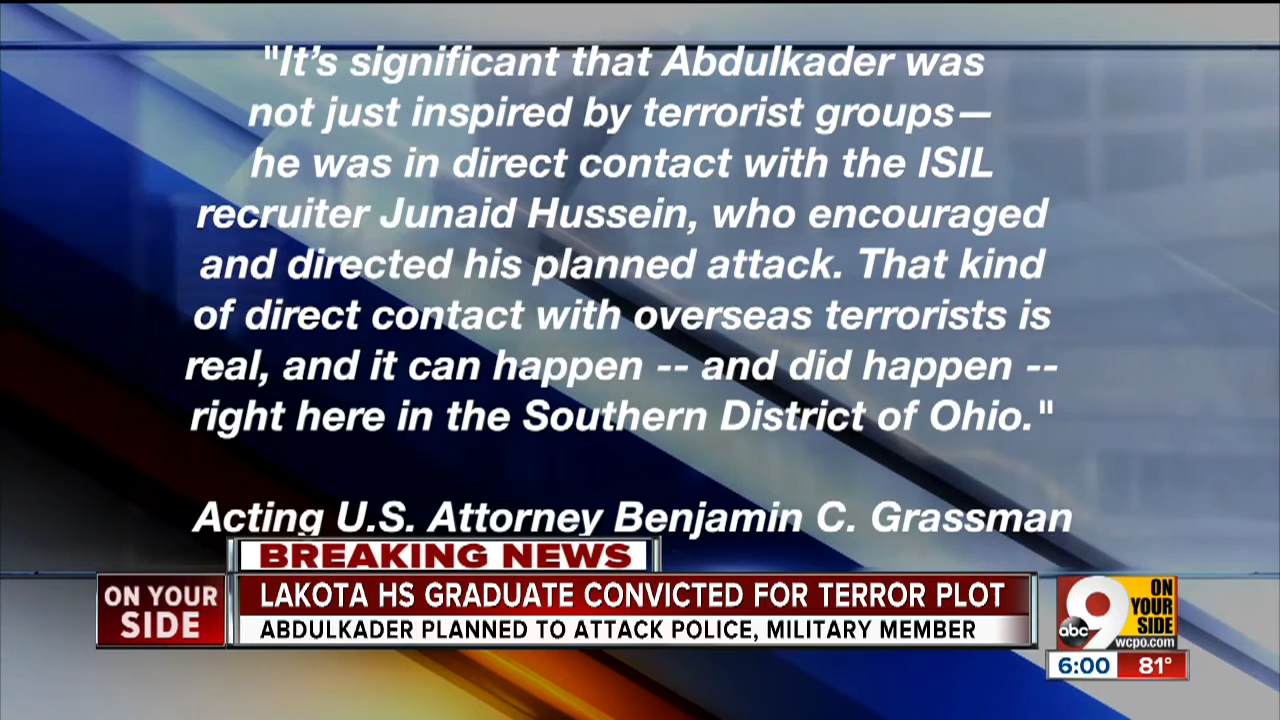 "It’s significant that Abdulkader was
not just inspired by terrorist groups—
he was in direct contact with the ISIL
recruiter Junaid Hussein, who encouraged
and directed his planned attack. That kind
of direct contact with overseas terrorists is
real, and it can happen -- and did happen --
right here in the Southern District of Ohio."
Acting U.S. Attorney Benjamin C. Grassman
BREAKING NEWS
ON YOUR
SIDE
LAKOTA HS GRADUATE CONVICTED FOR TERROR PLOT
ABDULKADER PLANNED TO ATTACK POLICE, MILITARY MEMBER
abc
9
ON
YOUR
SIDE
wcpo.com
6:00 81°